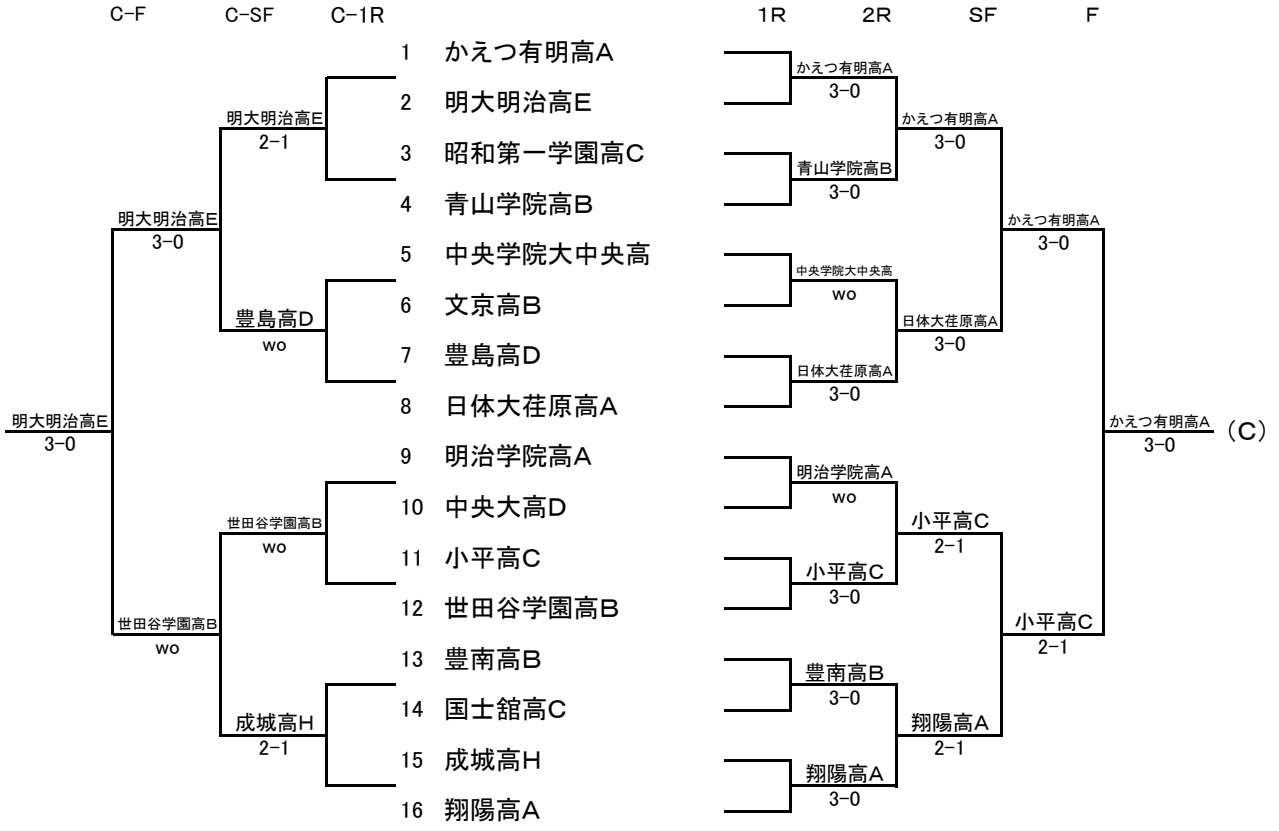 C-F C-SF C-1R 1R 2R SF F
1 かえつ有明高A
かえつ有明高A
3-0
2 明大明治高E
明大明治高E かえつ有明高A
2-1 3-0
3 昭和第一学園高C
青山学院高B
3-0
4 青山学院高B
明大明治高E かえつ有明高A
3-0 3-0
5 中央学院大中央高
中央学院大中央高
wo
6 文京高B
豊島高D 日体大荏原高A
wo 3-0
7 豊島高D
日体大荏原高A
3-0
8 日体大荏原高A
明大明治高E かえつ有明高A (C)
3-0 3-0
9 明治学院高A
明治学院高A
wo
10 中央大高D
世田谷学園高B 小平高C
wo 2-1
11 小平高C
小平高C
3-0
12 世田谷学園高B
世田谷学園高B 小平高C
wo 2-1
13 豊南高B
豊南高B
3-0
14 国士舘高C
成城高H 翔陽高A
2-1 2-1
15 成城高H
翔陽高A
3-0
16 翔陽高A